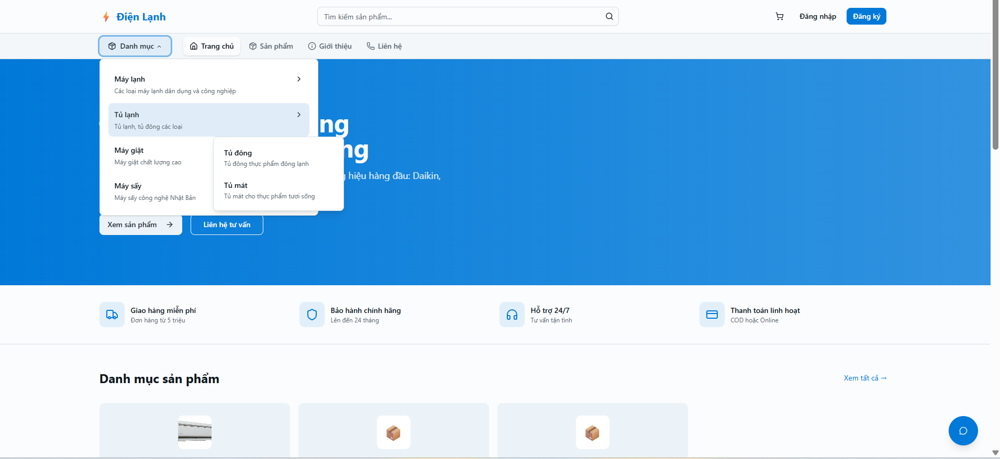 Điện Lạnh
Tìm kiếm sản phẩm...
Đăng nhập
Đăng ký
Danh mục
Trang chủ
Sản phẩm
Giới thiệu
Liên hệ
Máy lạnh
Các loại máy lạnh dân dụng và công nghiệp
Tủ lạnh
Tủ lạnh, tủ đông các loại
Máy giặt
Máy giặt chất lượng cao
Máy sấy
Máy sấy công nghệ Nhật Bản
Tủ đông
Tủ đông thực phẩm đông lạnh
Tủ mát
Tủ mát cho thực phẩm tươi sống
hiệu hàng đầu: Daikin,
Xem sản phẩm →
Liên hệ tư vấn
Giao hàng miễn phí
Đơn hàng từ 5 triệu
Bảo hành chính hãng
Lên đến 24 tháng
Hỗ trợ 24/7
Tư vấn tận tình
Thanh toán linh hoạt
COD hoặc Online
Danh mục sản phẩm
Xem tất cả →